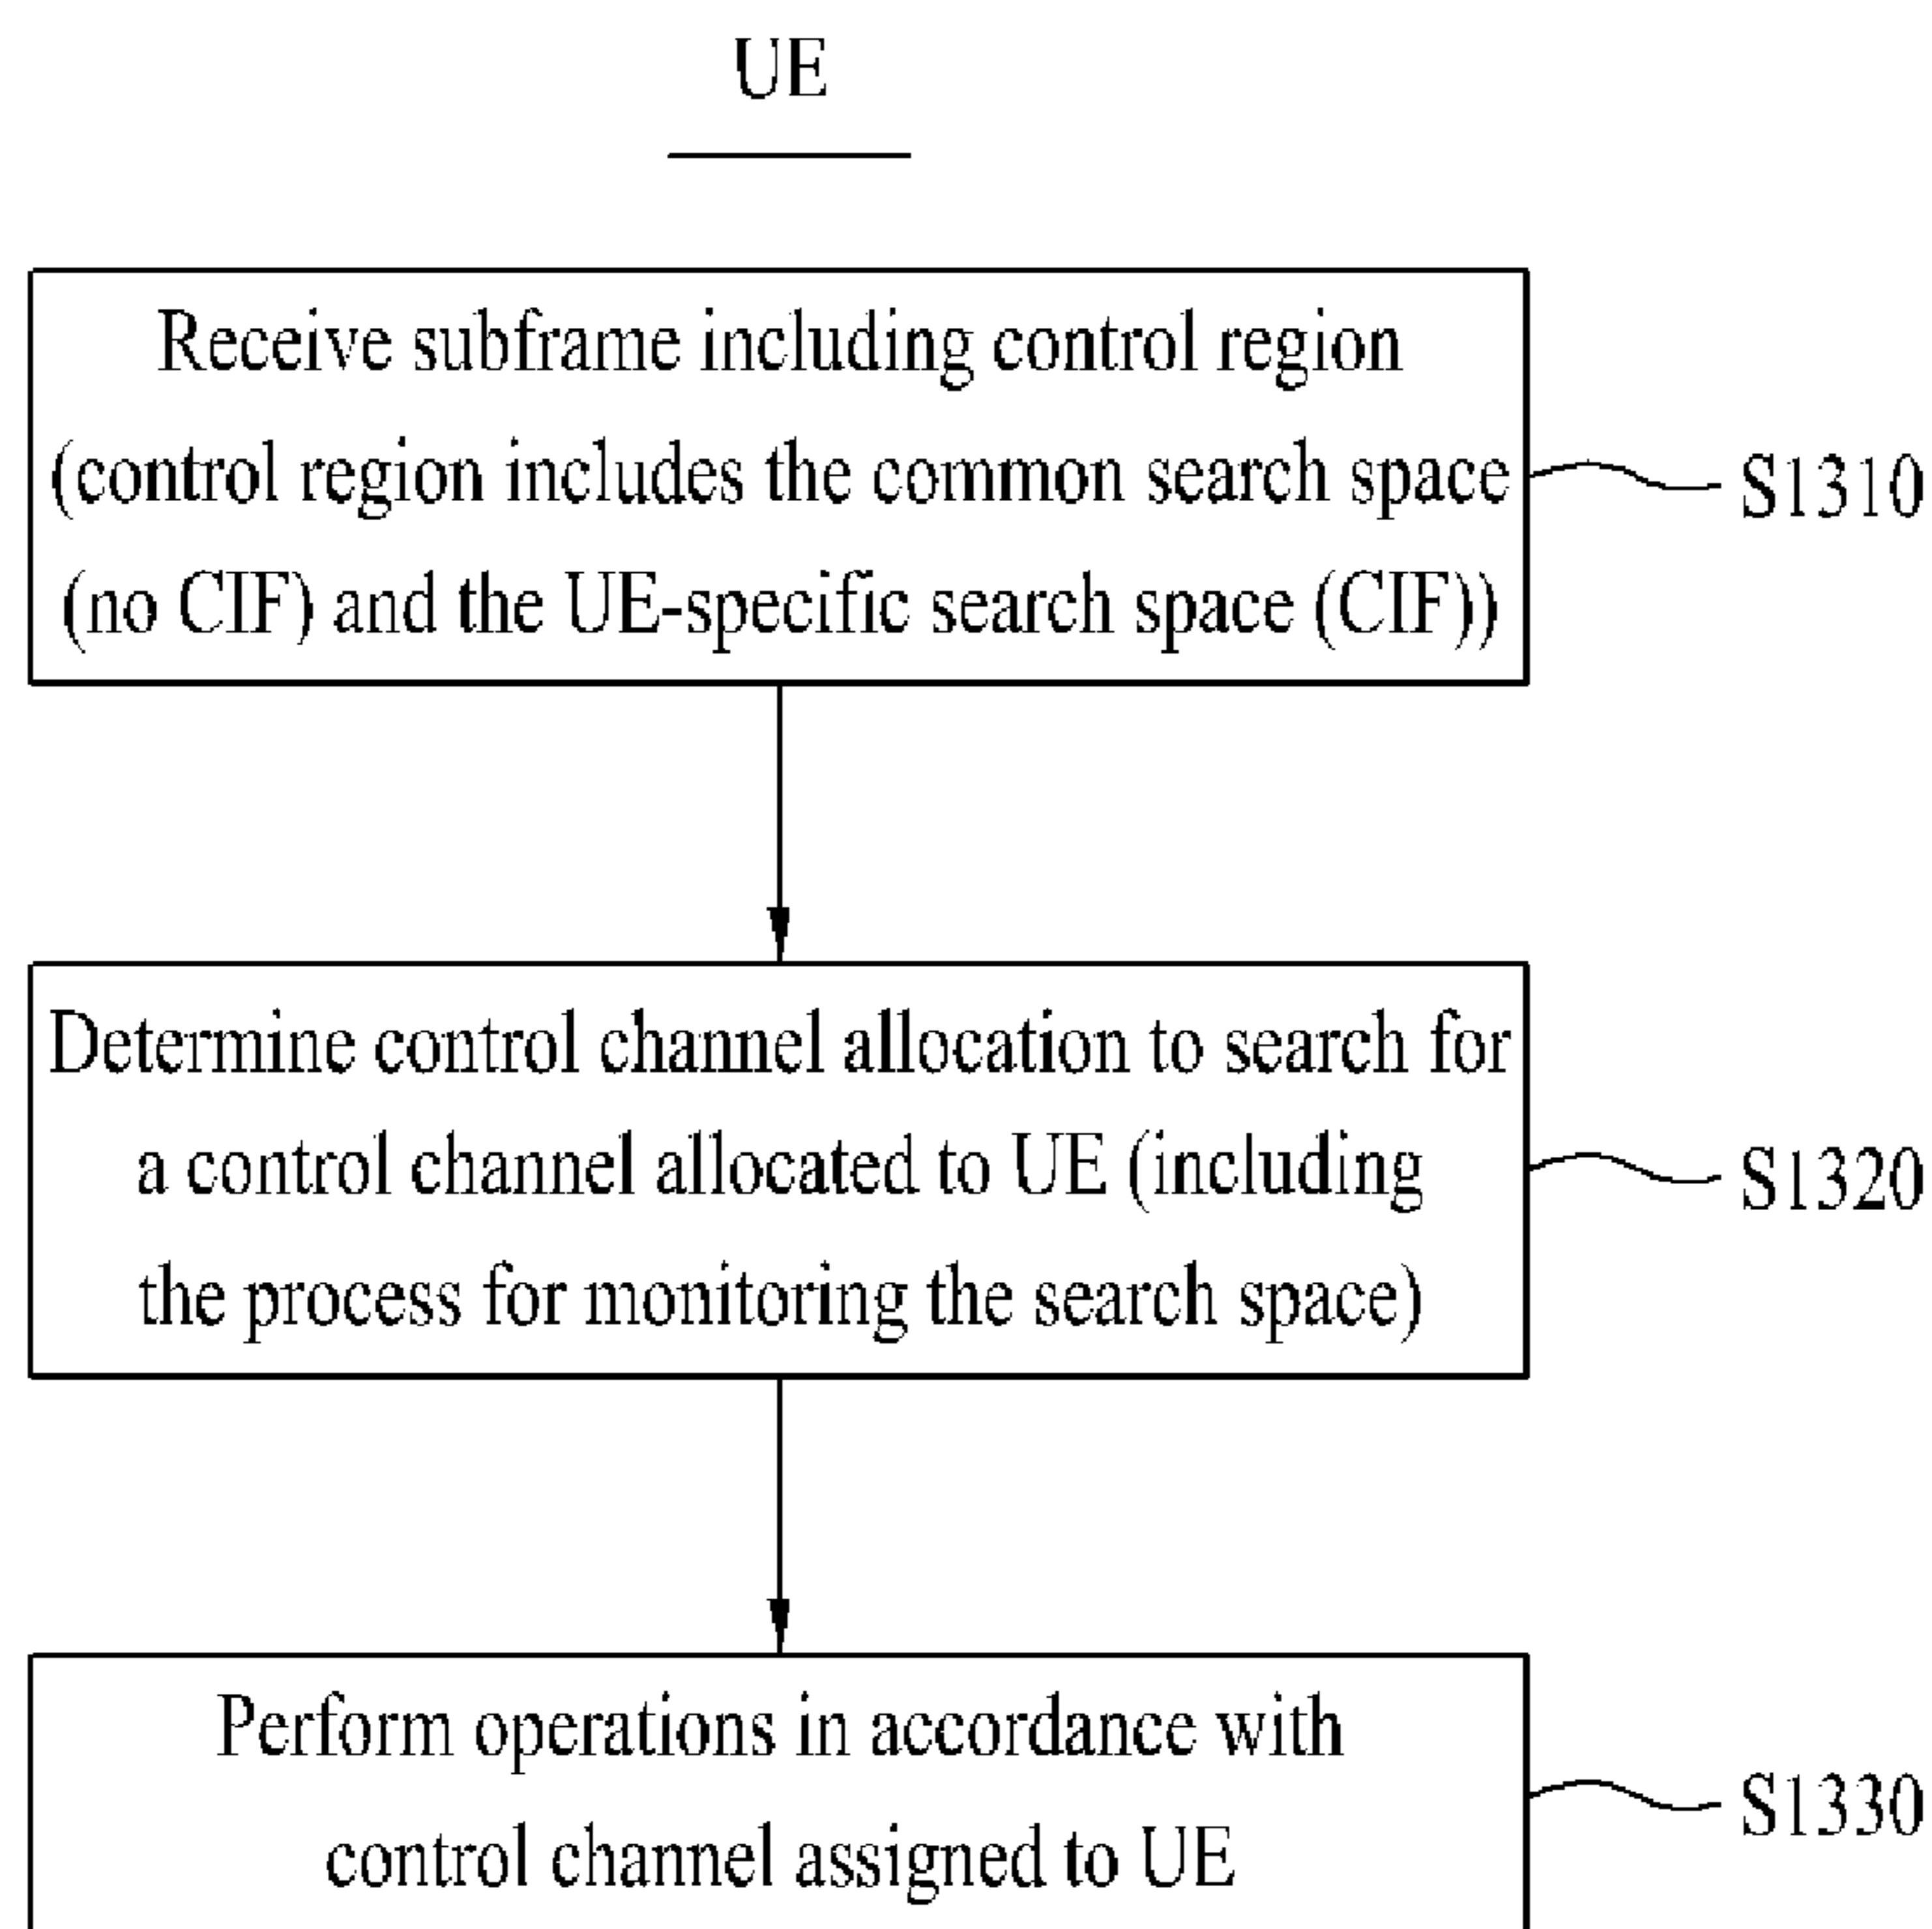 UE
Receive subframe including control region
(control region includes the common search space
(no CIF) and the UE-specific search space (CIF))
S1310
Determine control channel allocation to search for
a control channel allocated to UE (including
the process for monitoring the search space)
S1320
Perform operations in accordance with
control channel assigned to UE
S1330